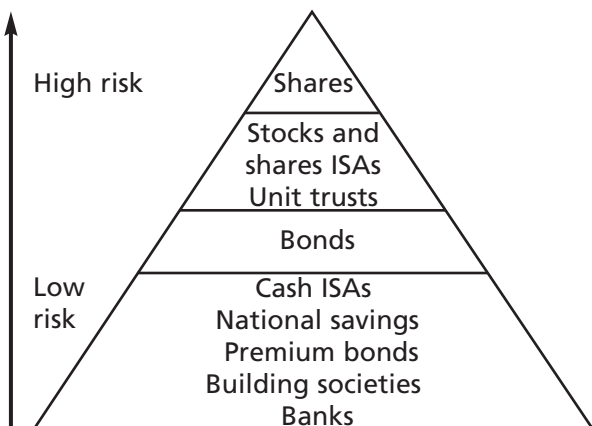 High risk
Shares
Stocks and
shares ISAs
Unit trusts
Bonds
Low
risk
Cash ISAs
National savings
Premium bonds
Building societies
Banks